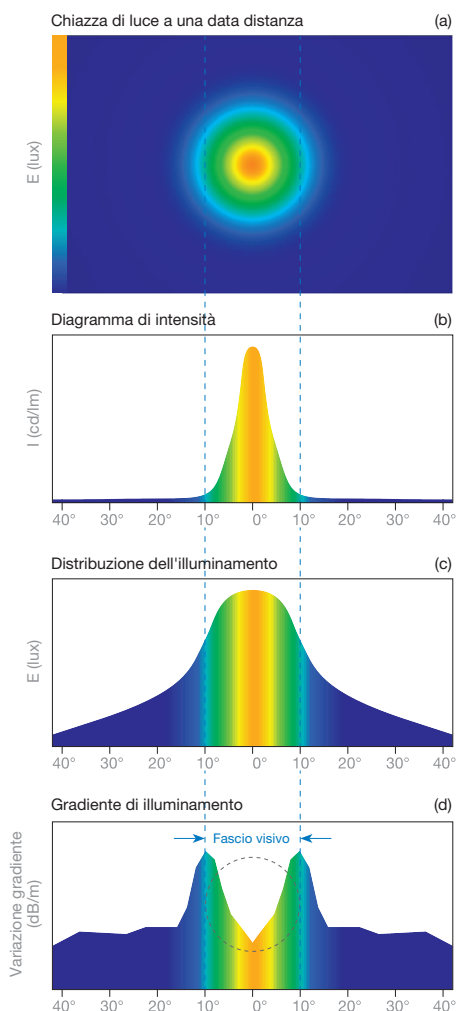 Chiazza di luce a una data distanza (a)
E (lux)
Diagramma di intensità (b)
I (cd/lm)
40° 30° 20° 10° 0° 10° 20° 30° 40°
Distribuzione dell'illuminamento (c)
E (lux)
40° 30° 20° 10° 0° 10° 20° 30° 40°
Gradiente di illuminamento (d)
Fascio visivo
Variazione gradiente
(dB/m)
40° 30° 20° 10° 0° 10° 20° 30° 40°